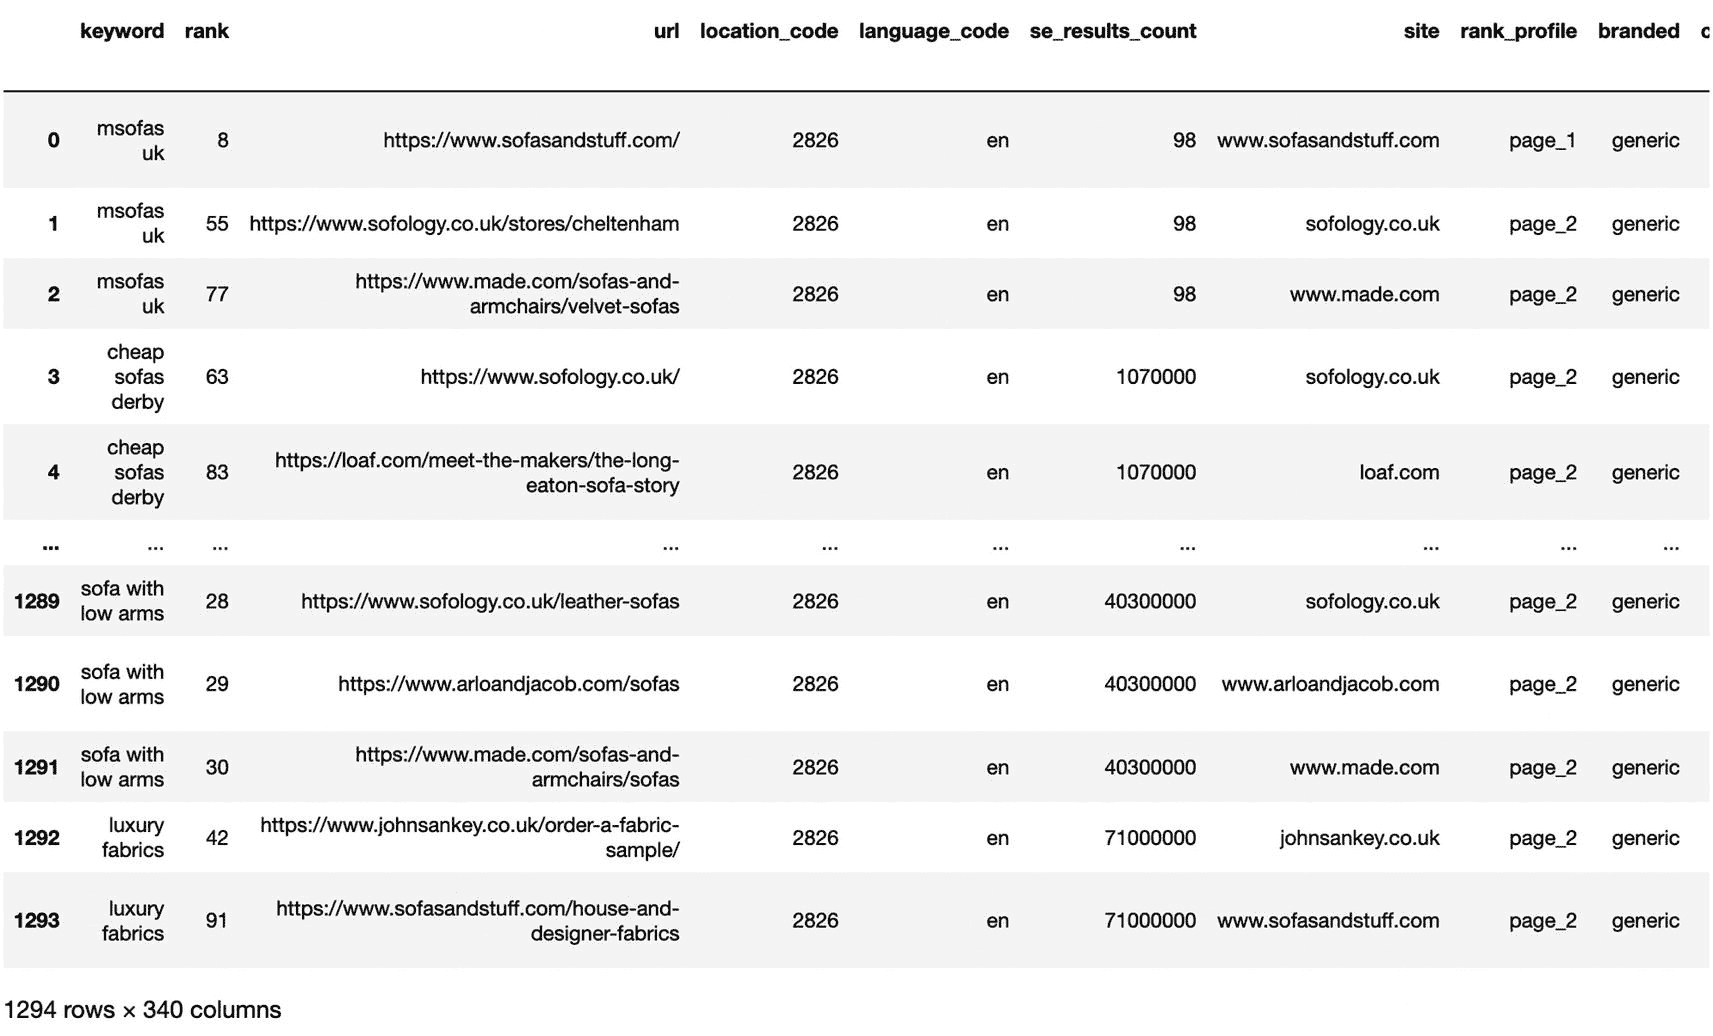 keyword rank url location_code language_code se_results_count site rank_profile branded
0 msofas uk 8 https://www.sofasandstuff.com/ 2826 en 98 www.sofasandstuff.com page_1 generic
1 msofas uk 55 https://www.sofology.co.uk/stores/cheltenham 2826 en 98 sofology.co.uk page_2 generic
2 msofas uk 77 https://www.made.com/sofas-and-armchairs/velvet-sofas 2826 en 98 www.made.com page_2 generic
3 cheap sofas derby 63 https://www.sofology.co.uk/ 2826 en 1070000 sofology.co.uk page_2 generic
4 cheap sofas derby 83 https://loaf.com/meet-the-makers/the-long-eaton-sofa-story 2826 en 1070000 loaf.com page_2 generic
... ... ... ... ... ... ... ... ... ...
1289 sofa with low arms 28 https://www.sofology.co.uk/leather-sofas 2826 en 40300000 sofology.co.uk page_2 generic
1290 sofa with low arms 29 https://www.arloandjacob.com/sofas 2826 en 40300000 www.arloandjacob.com page_2 generic
1291 sofa with low arms 30 https://www.made.com/sofas-and-armchairs/sofas 2826 en 40300000 www.made.com page_2 generic
1292 luxury fabrics 42 https://www.johnsankey.co.uk/order-a-fabric-sample/ 2826 en 71000000 johnsankey.co.uk page_2 generic
1293 luxury fabrics 91 https://www.sofasandstuff.com/house-and-designer-fabrics 2826 en 71000000 www.sofasandstuff.com page_2 generic
1294 rows × 340 columns